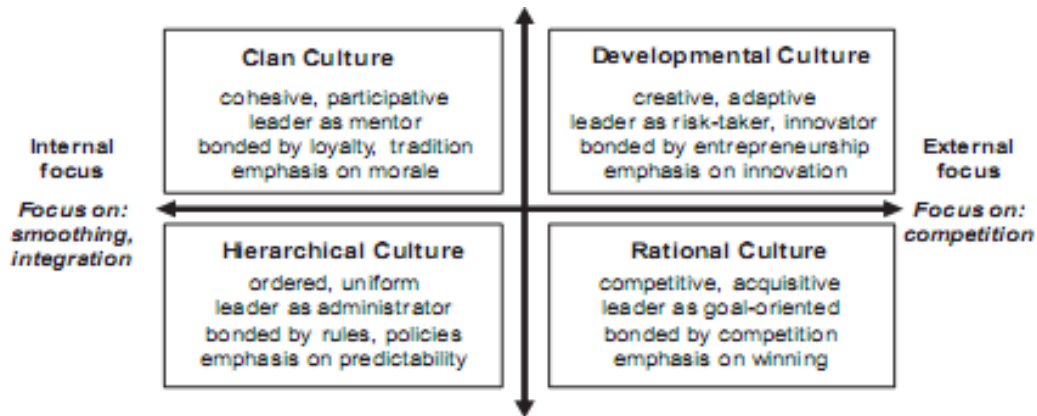 Clan Culture
cohesive, participative
leader as mentor
bonded by loyalty, tradition
emphasis on morale
Developmental Culture
creative, adaptive
leader as risk-taker, innovator
bonded by entrepreneurship
emphasis on innovation
Internal
focus
Focus on:
smoothing,
integration
External
focus
Focus on:
competition
Hierarchical Culture
ordered, uniform
leader as administrator
bonded by rules, policies
emphasis on predictability
Rational Culture
competitive, acquisitive
leader as goal-oriented
bonded by competition
emphasis on winning